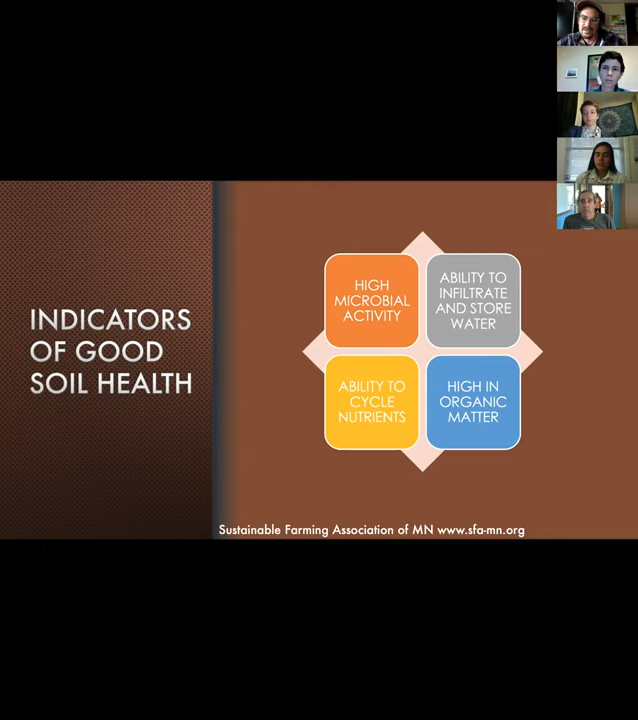 INDICATORS
OF GOOD
SOIL HEALTH
HIGH
MICROBIAL
ACTIVITY
ABILITY TO
INFILTRATE
AND STORE
WATER
ABILITY TO
CYCLE
NUTRIENTS
HIGH IN
ORGANIC
MATTER
Sustainable Farming Association of MN www.sfa-mn.org